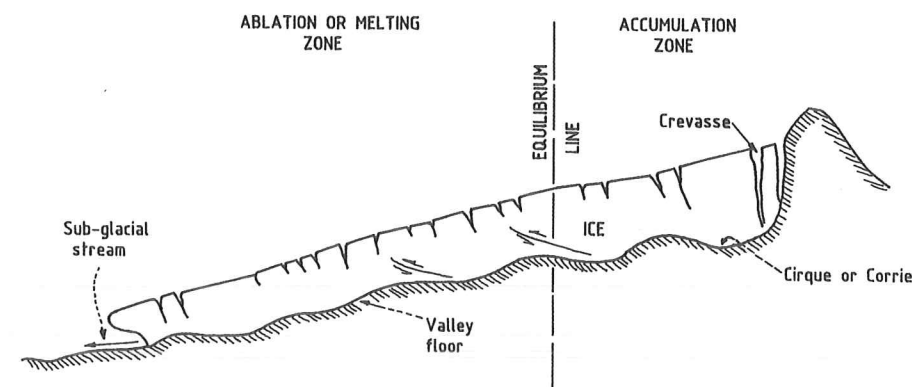 ABLATION OR MELTING
ZONE
ACCUMULATION
ZONE
EQUILIBRIUM
LINE
Crevasse
Sub-glacial
stream
ICE
Cirque or Corrie
Valley
floor